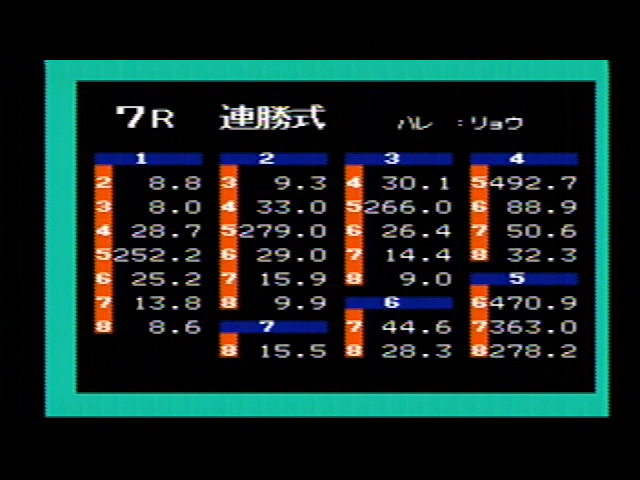 7R 連勝式 ハレ :リョウ
1 2 3 4
2 8.8 3 9.3 4 30.1 5 492.7
3 8.0 4 33.0 5 266.0 6 88.9
4 28.7 5 279.0 6 26.4 7 50.6
5 252.2 6 29.0 7 14.4 8 32.3
6 25.2 7 15.9 8 9.0 5
7 13.8 8 9.9 6 6 470.9
8 8.6 7 7 44.6 7 363.0
8 15.5 8 28.3 8 278.2